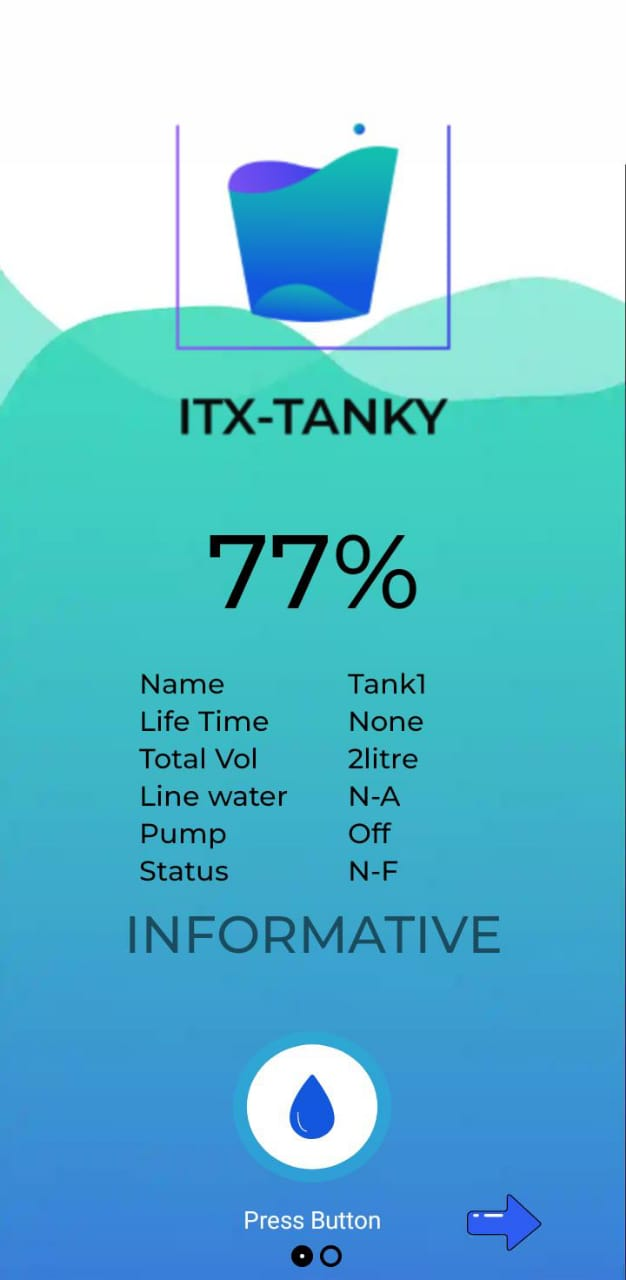 ITX-TANKY
77%
Name Tank1
Life Time None
Total Vol 2litre
Line water N-A
Pump Off
Status N-F
INFORMATIVE
Press Button